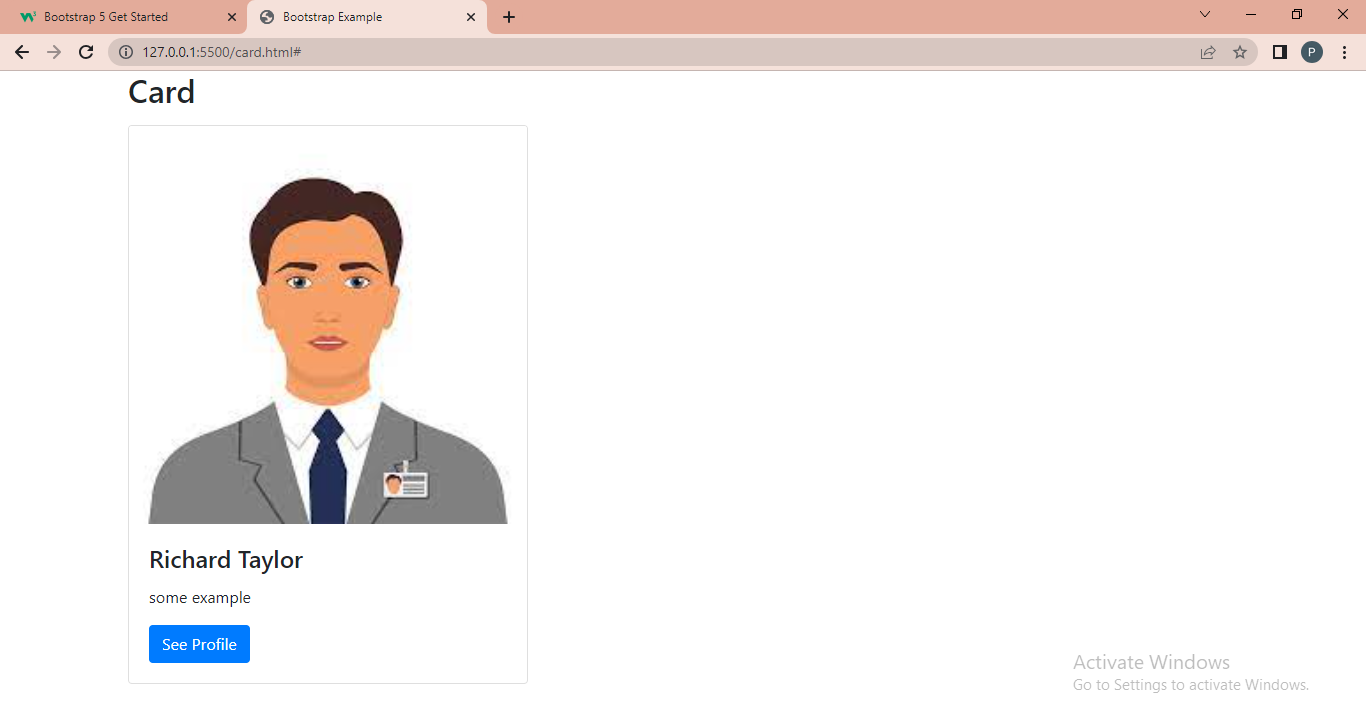 Bootstrap 5 Get Started
Bootstrap Example
127.0.0.1:5500/card.html#
P
Card
Richard Taylor
some example
See Profile
Activate Windows
Go to Settings to activate Windows.